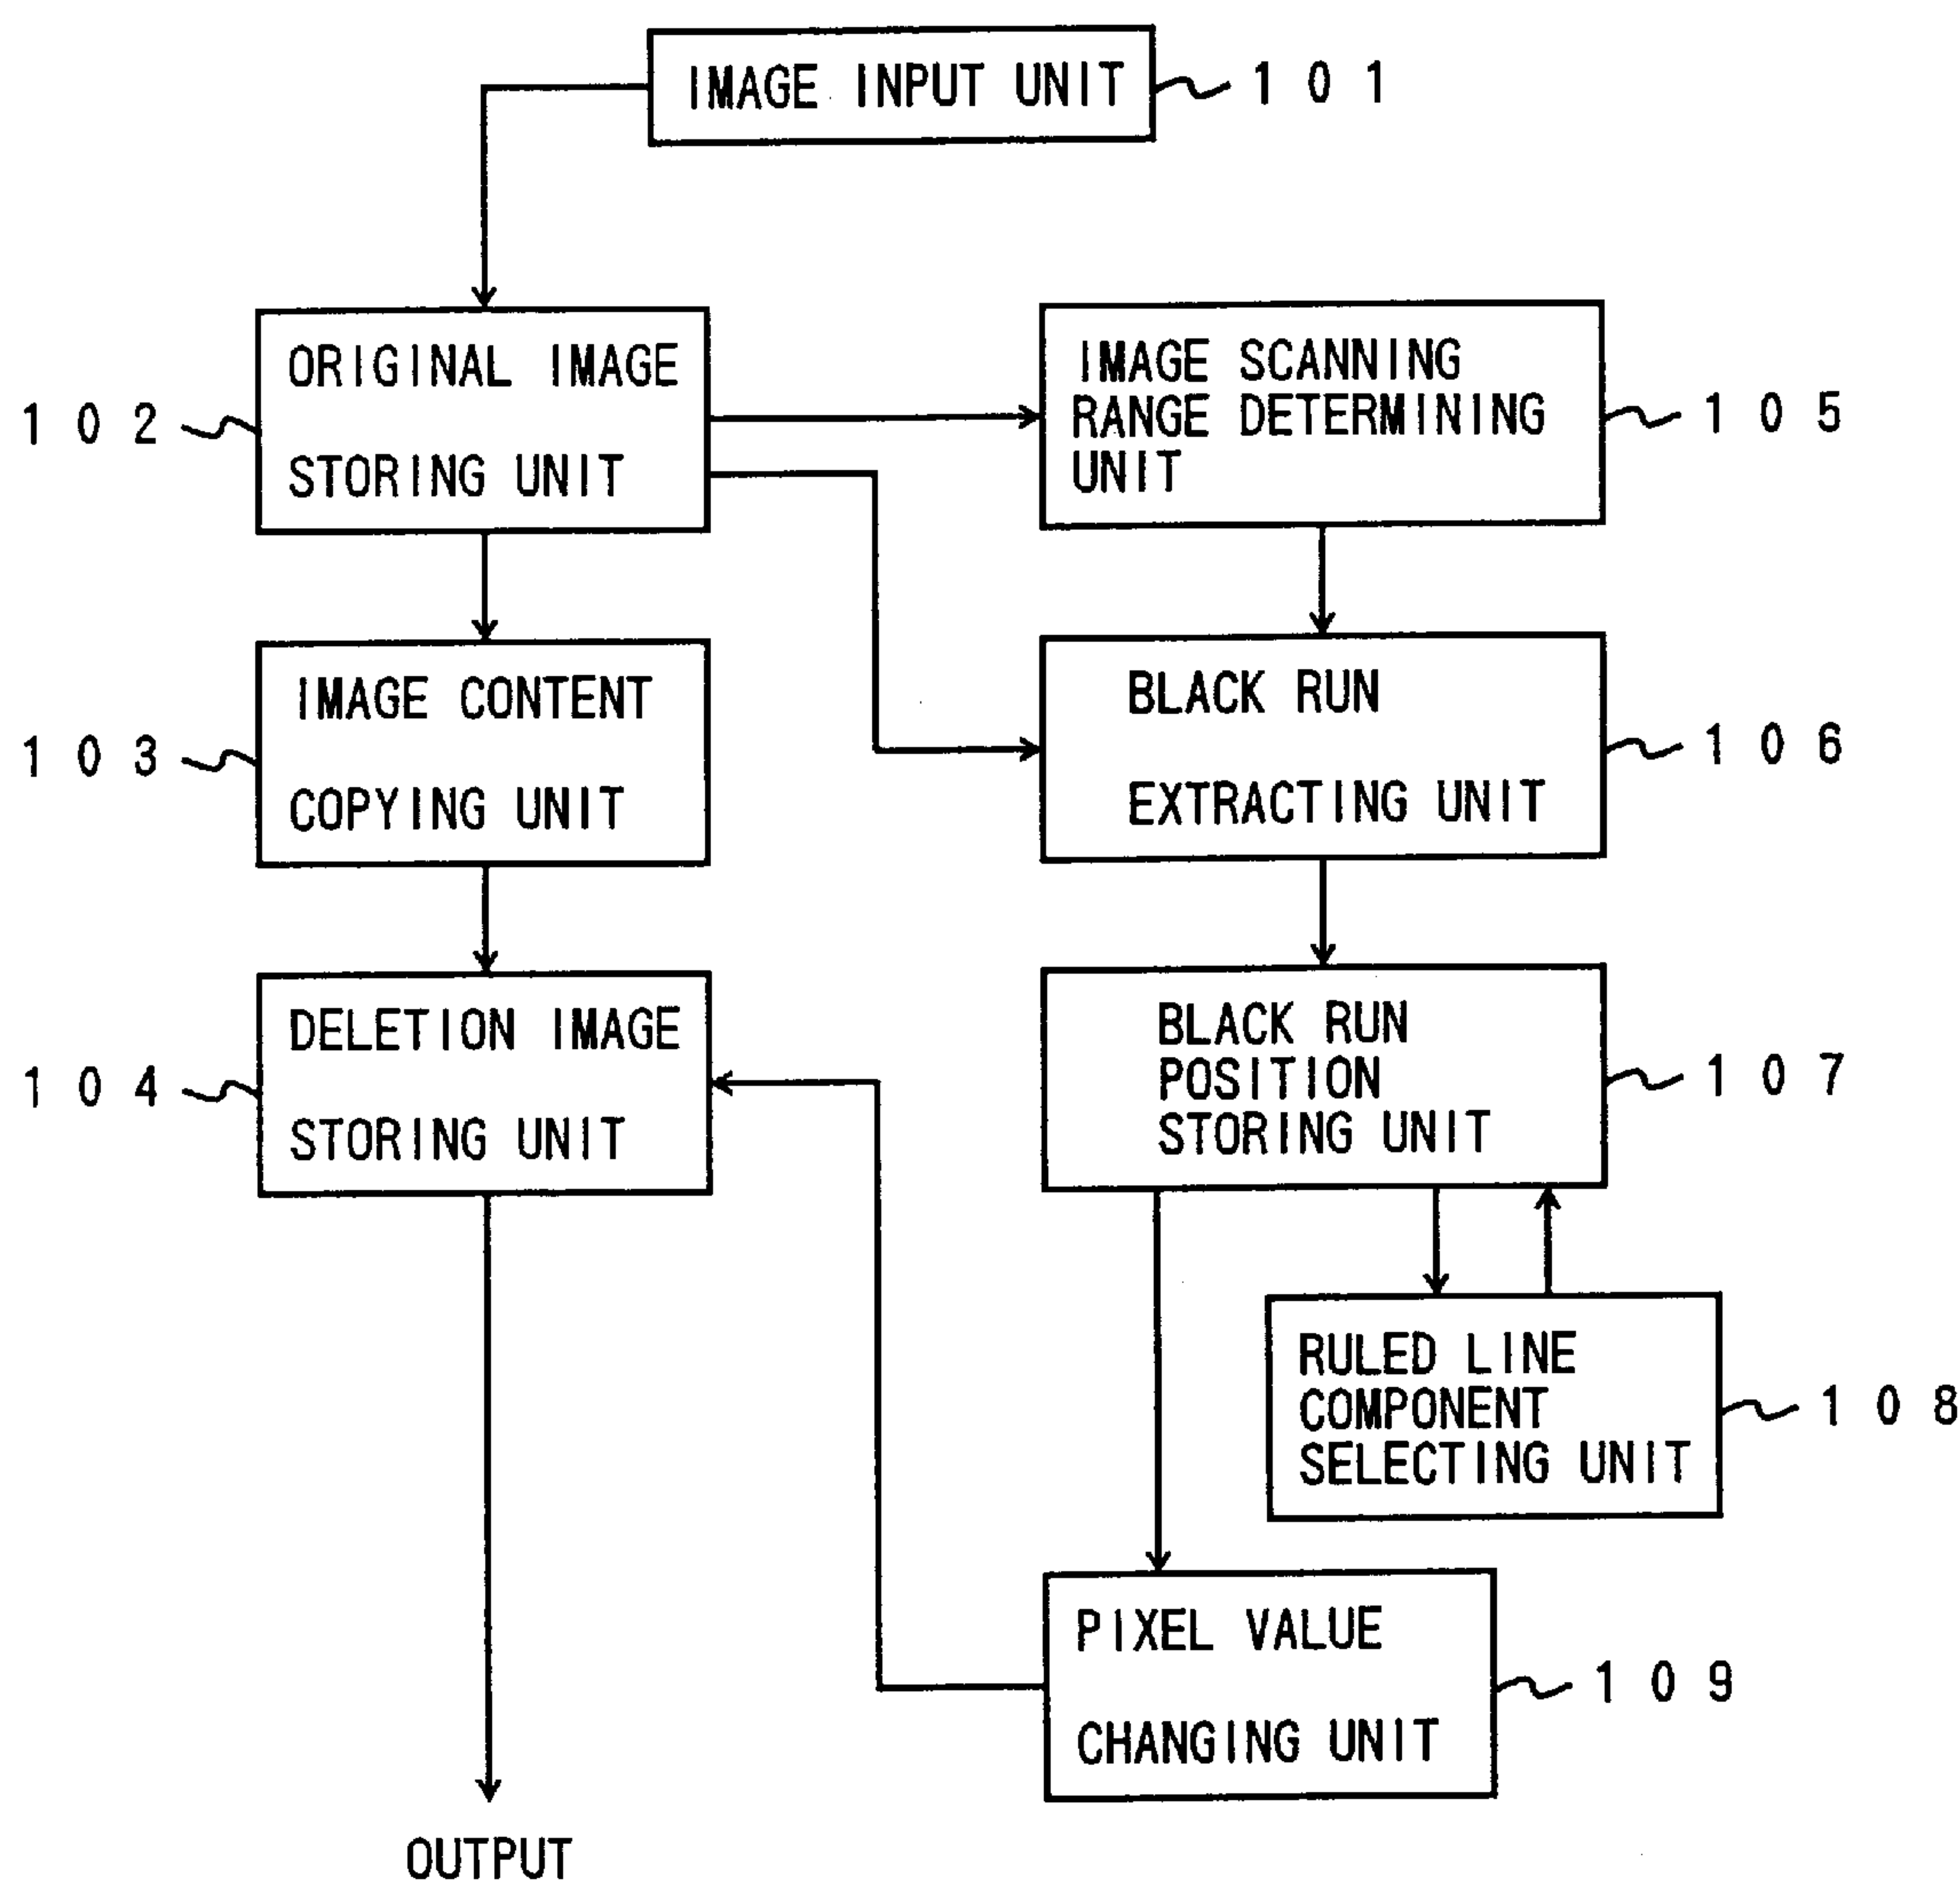 IMAGE INPUT UNIT
101
ORIGINAL IMAGE
STORING UNIT
102
IMAGE SCANNING
RANGE DETERMINING
UNIT
105
IMAGE CONTENT
COPYING UNIT
103
BLACK RUN
EXTRACTING UNIT
106
DELETION IMAGE
STORING UNIT
104
BLACK RUN
POSITION
STORING UNIT
107
RULED LINE
COMPONENT
SELECTING UNIT
108
PIXEL VALUE
CHANGING UNIT
109
OUTPUT